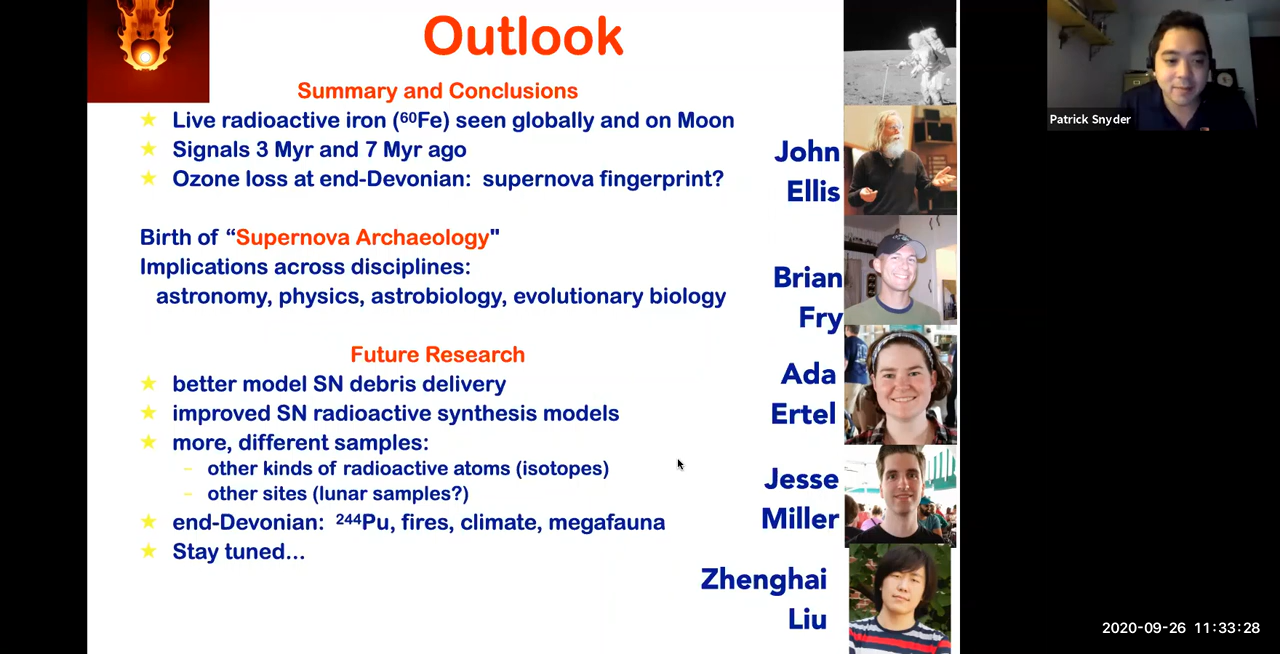 Outlook
Summary and Conclusions
Live radioactive iron (⁶⁰Fe) seen globally and on Moon
Signals 3 Myr and 7 Myr ago
Ozone loss at end-Devonian: supernova fingerprint?
Birth of “Supernova Archaeology"
Implications across disciplines:
astronomy, physics, astrobiology, evolutionary biology
Future Research
better model SN debris delivery
improved SN radioactive synthesis models
more, different samples:
– other kinds of radioactive atoms (isotopes)
– other sites (lunar samples?)
end-Devonian: ²⁴⁴Pu, fires, climate, megafauna
Stay tuned...
John
Ellis
Brian
Fry
Ada
Ertel
Jesse
Miller
Zhenghai
Liu
Patrick Snyder
2020-09-26 11:33:28